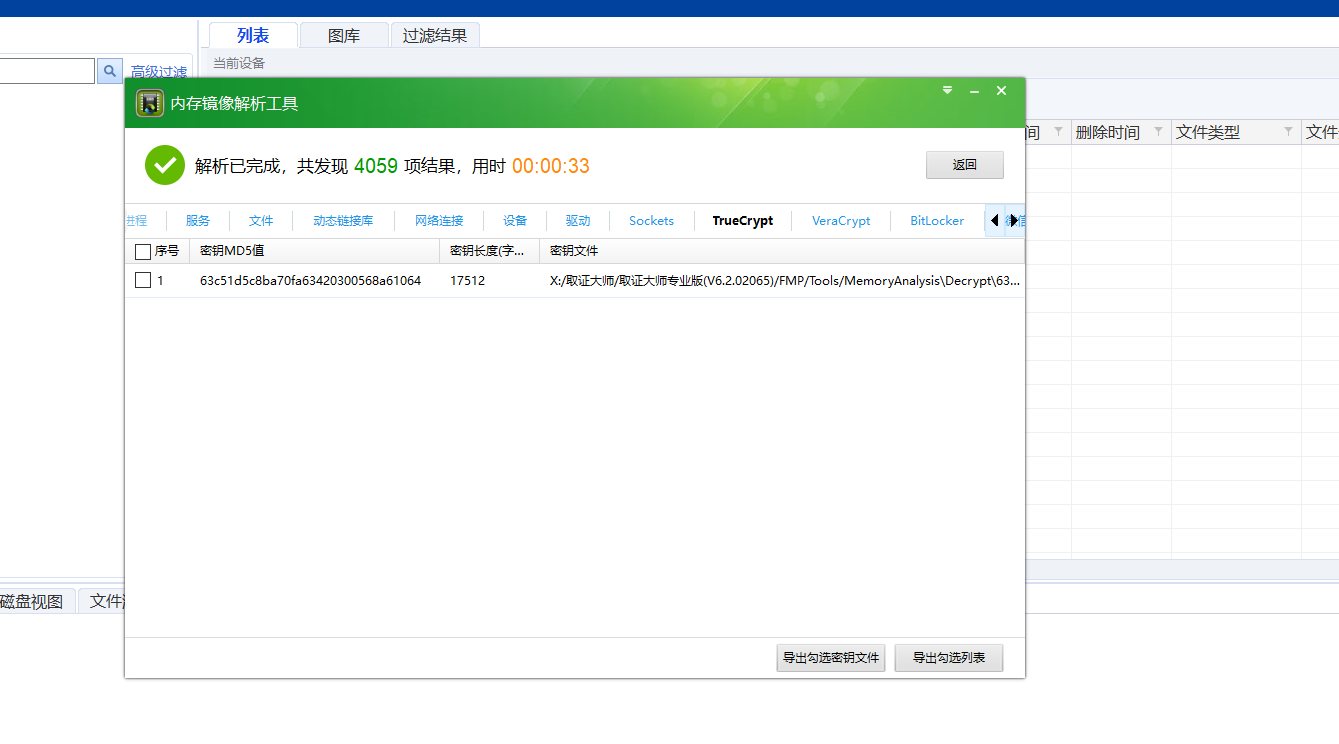 列表 图库 过滤结果
高级过滤 当前设备
内存镜像解析工具
间 删除时间 文件类型 文件
解析已完成，共发现 4059 项结果，用时 00:00:33 返回
进程 服务 文件 动态链接库 网络连接 设备 驱动 Sockets TrueCrypt VeraCrypt BitLocker 微信
序号 密钥MD5值 密钥长度(字... 密钥文件
1 63c51d5c8ba70fa63420300568a61064 17512 X:/取证大师/取证大师专业版(V6.2.02065)/FMP/Tools/MemoryAnalysis\Decrypt\63...
磁盘视图 文件
导出勾选密钥文件 导出勾选列表